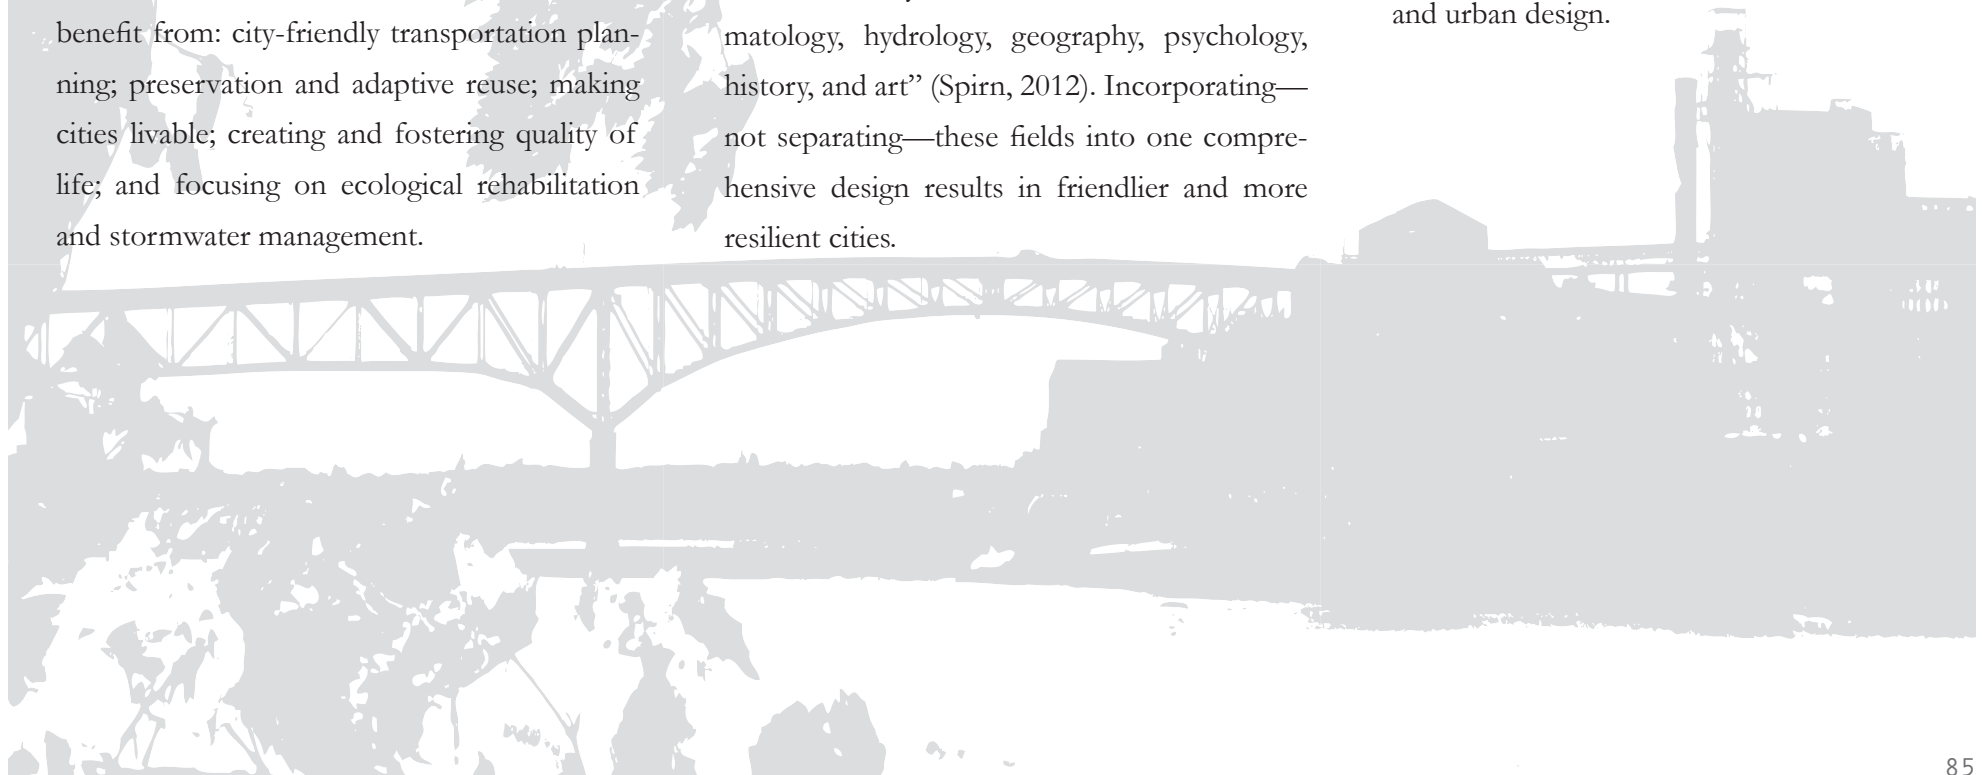 benefit from: city-friendly transportation plan-
ning; preservation and adaptive reuse; making
cities livable; creating and fostering quality of
life; and focusing on ecological rehabilitation
and stormwater management.
matology, hydrology, geography, psychology,
history, and art” (Spirn, 2012). Incorporating—
not separating—these fields into one compre-
hensive design results in friendlier and more
resilient cities.
and urban design.
85